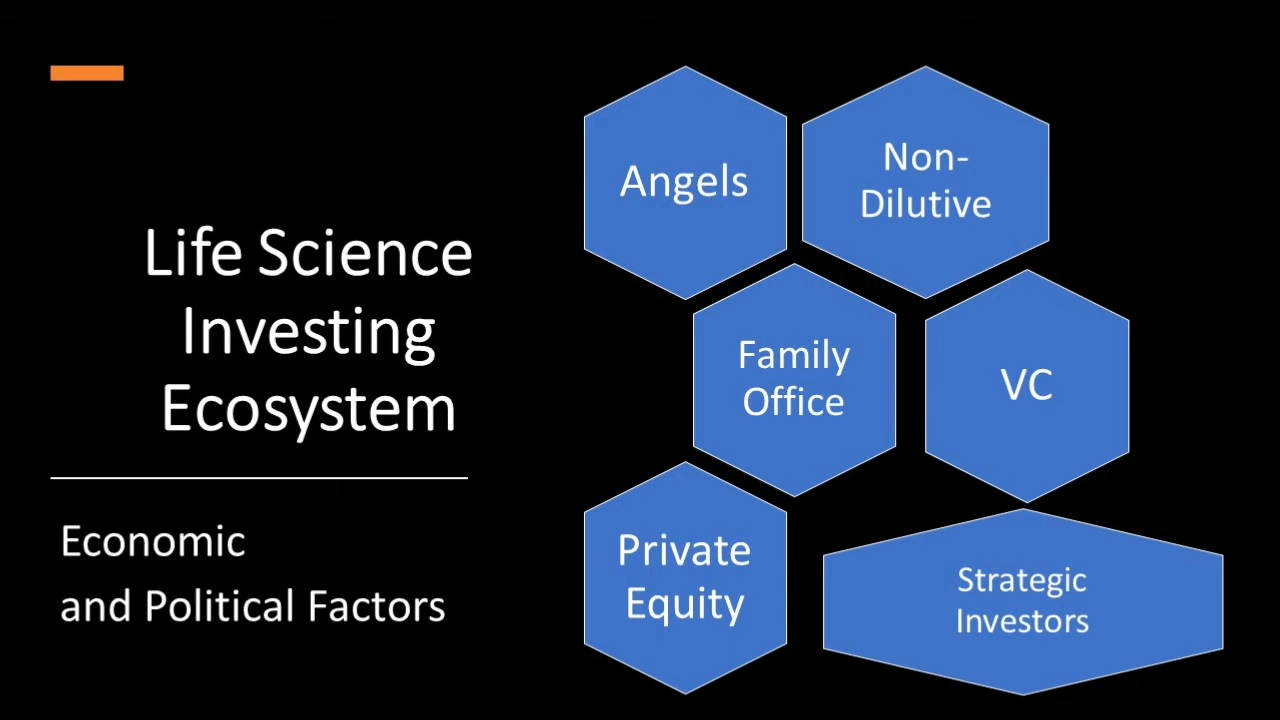 Life Science
Investing
Ecosystem
Economic
and Political Factors
Angels
Non-
Dilutive
Family
Office
VC
Private
Equity
Strategic
Investors